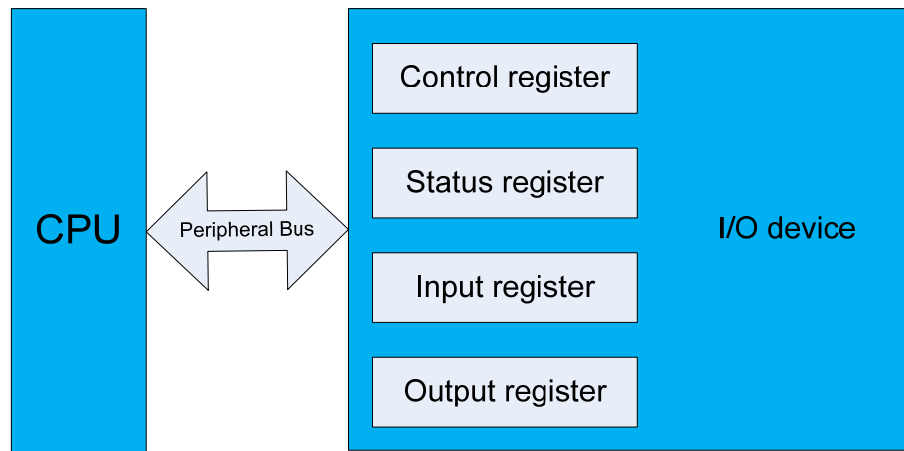 CPU
Peripheral Bus
Control register
Status register
Input register
Output register
I/O device